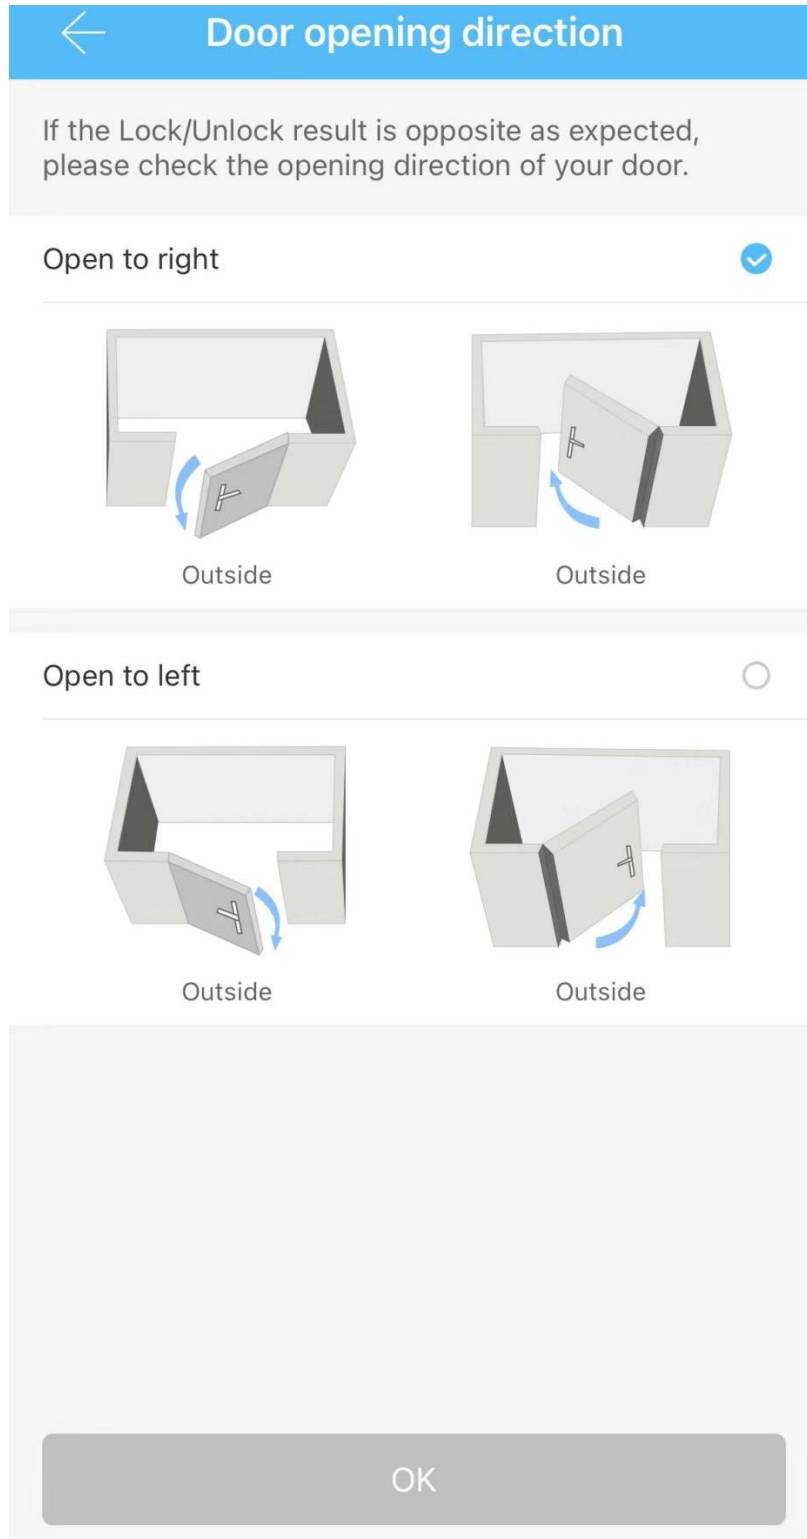 Door opening direction
If the Lock/Unlock result is opposite as expected,
please check the opening direction of your door.
Open to right
Outside
Outside
Open to left
Outside
Outside
OK